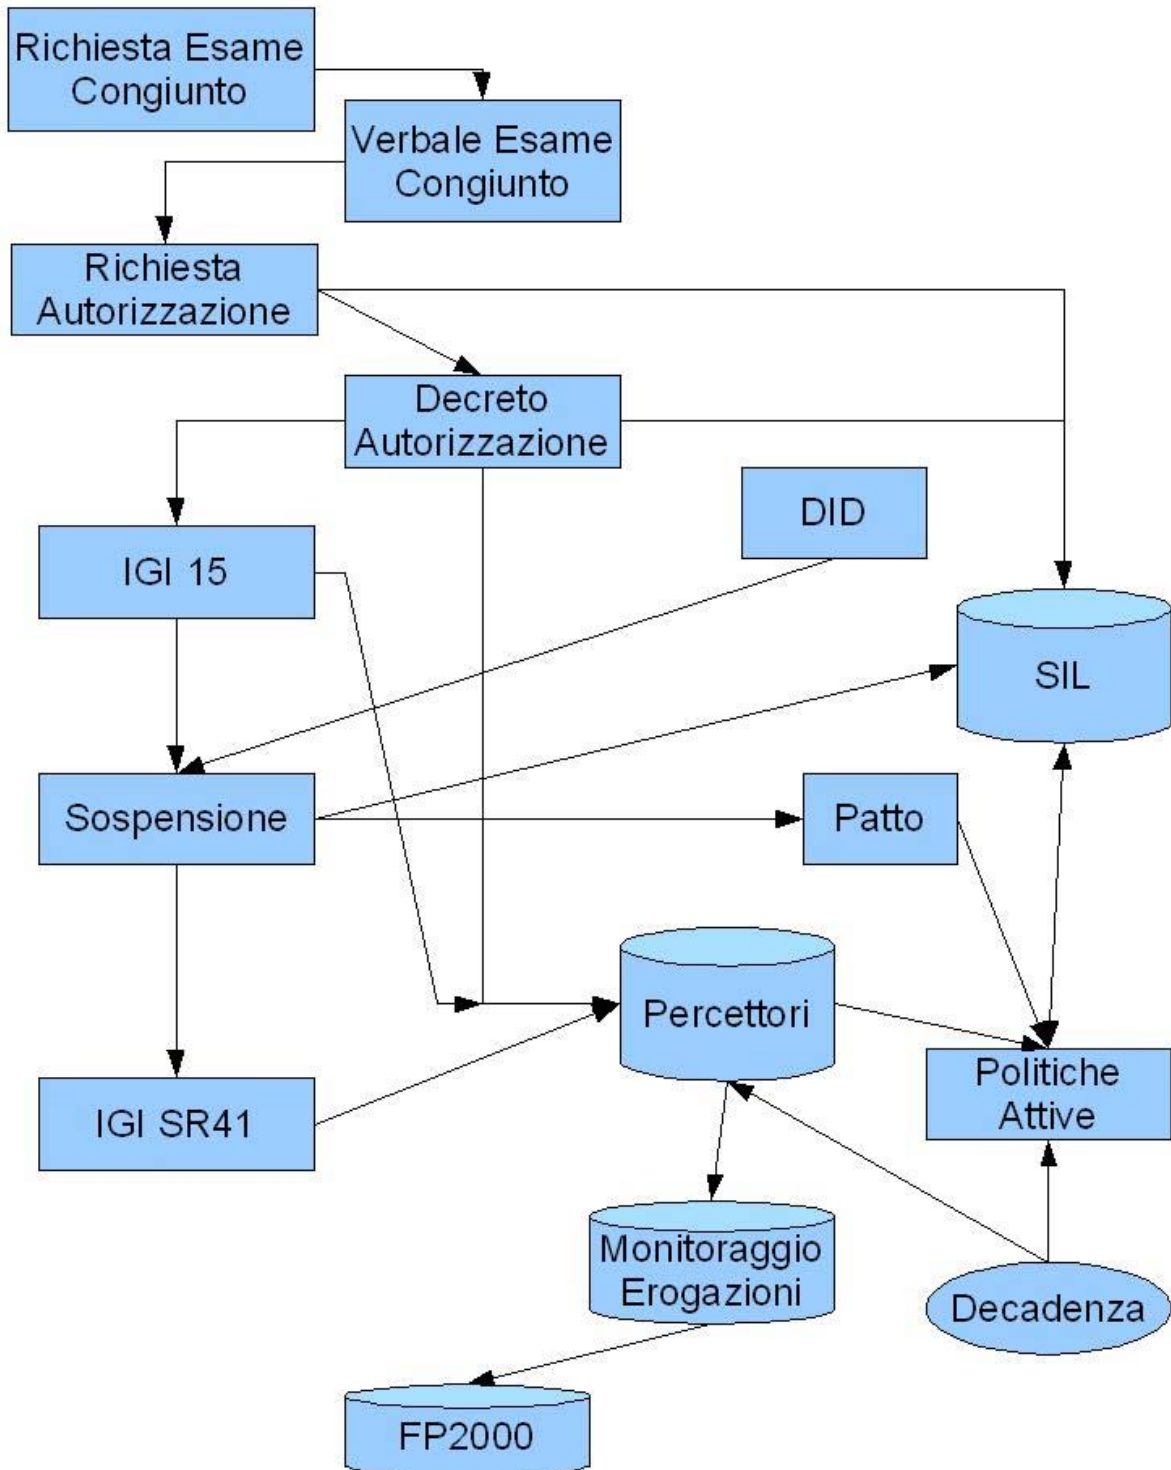 Richiesta Esame
Congiunto
Verbale Esame
Congiunto
Richiesta
Autorizzazione
Decreto
Autorizzazione
DID
IGI 15
SIL
Sospensione
Patto
Percettori
Politiche
Attive
IGI SR41
Monitoraggio
Erogazioni
Decadenza
FP2000